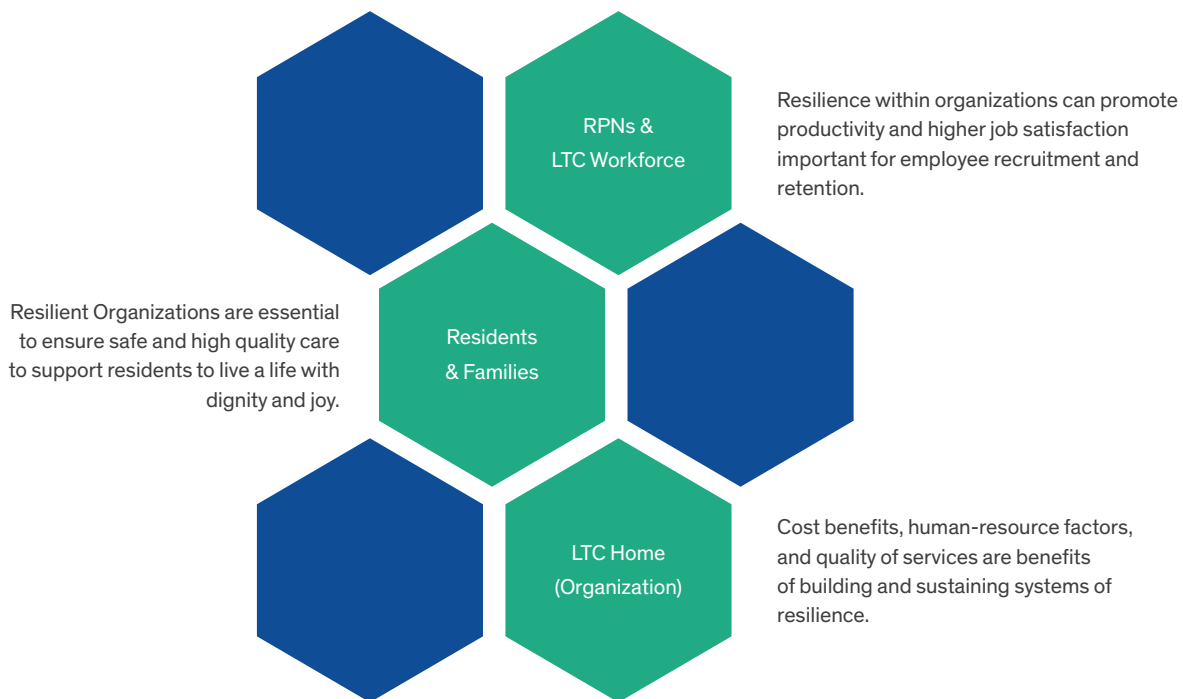 RPNs &
LTC Workforce
Resilience within organizations can promote
productivity and higher job satisfaction
important for employee recruitment and
retention.
Resilient Organizations are essential
to ensure safe and high quality care
to support residents to live a life with
dignity and joy.
Residents
& Families
LTC Home
(Organization)
Cost benefits, human-resource factors,
and quality of services are benefits
of building and sustaining systems of
resilience.